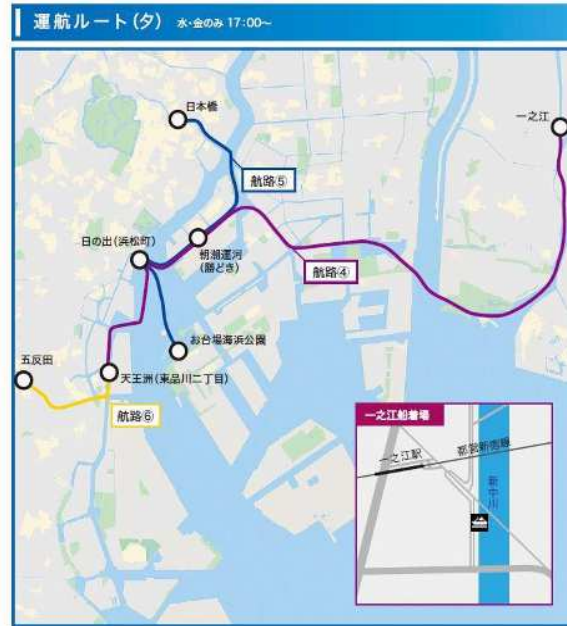 運航ルート(夕) 水・金のみ 17:00~
日本橋
一之江
航路⑤
日の出(浜松町)
朝潮運河
(勝どき)
航路④
お台場海浜公園
五反田
天王洲(東品川二丁目)
航路⑥
一之江船着場
都営新宿線
一之江駅
新中川